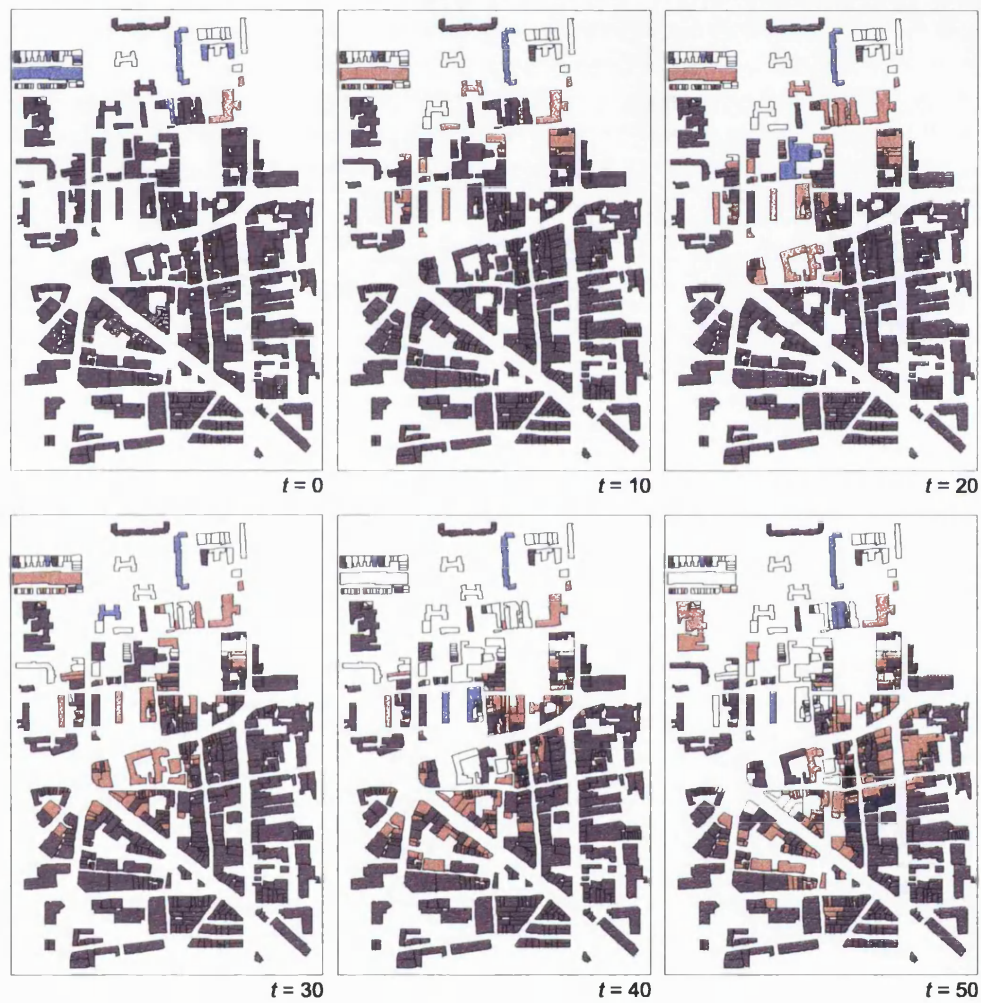 t = 0
t = 10
t = 20
t = 30
t = 40
t = 50